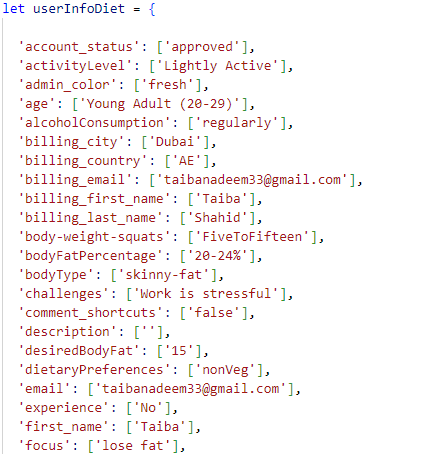 let userInfoDiet = {
'account_status': ['approved'],
'activityLevel': ['Lightly Active'],
'admin_color': ['fresh'],
'age': ['Young Adult (20-29)'],
'alcoholConsumption': ['regularly'],
'billing_city': ['Dubai'],
'billing_country': ['AE'],
'billing_email': ['taibanadeem33@gmail.com'],
'billing_first_name': ['Taiba'],
'billing_last_name': ['Shahid'],
'body-weight-squats': ['FiveToFifteen'],
'bodyFatPercentage': ['20-24%'],
'bodyType': ['skinny-fat'],
'challenges': ['Work is stressful'],
'comment_shortcuts': ['false'],
'description': [''],
'desiredBodyFat': ['15'],
'dietaryPreferences': ['nonVeg'],
'email': ['taibanadeem33@gmail.com'],
'experience': ['No'],
'first_name': ['Taiba'],
'focus': ['lose fat'],